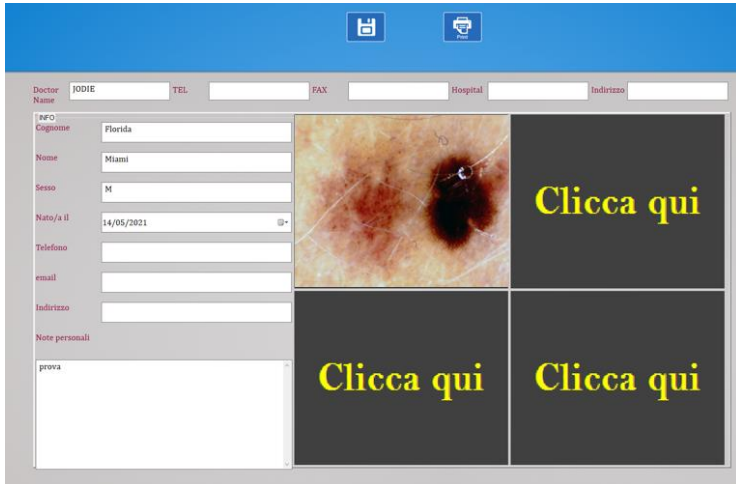 Print
Doctor Name JODIE TEL FAX Hospital Indirizzo
INFO
Cognome Florida
Nome Miami
Sesso M
Nato/a il 14/05/2021
Telefono
email
Indirizzo
Note personali
prova
Clicca qui
Clicca qui
Clicca qui